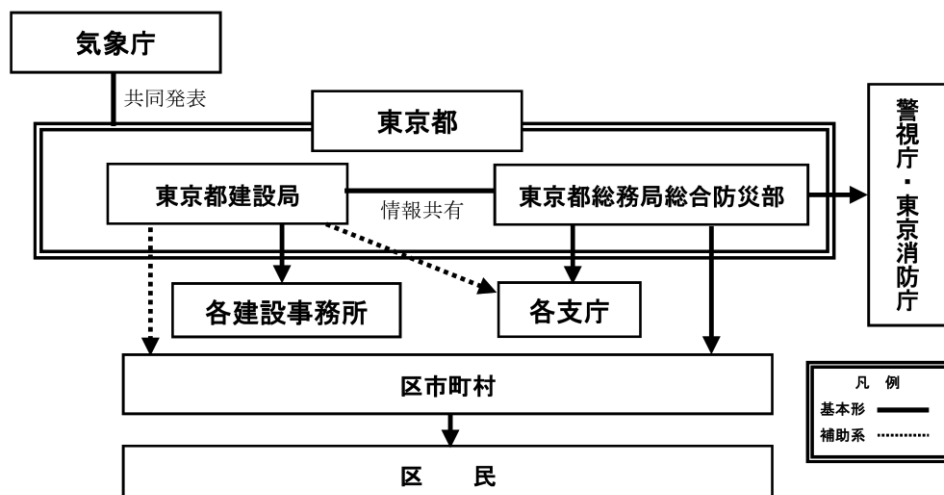 気象庁
共同発表
東京都
警視庁・東京消防庁
東京都建設局
情報共有
東京都総務局総合防災部
各建設事務所
各支庁
区市町村
凡　例
基本形
補助系
区　　民